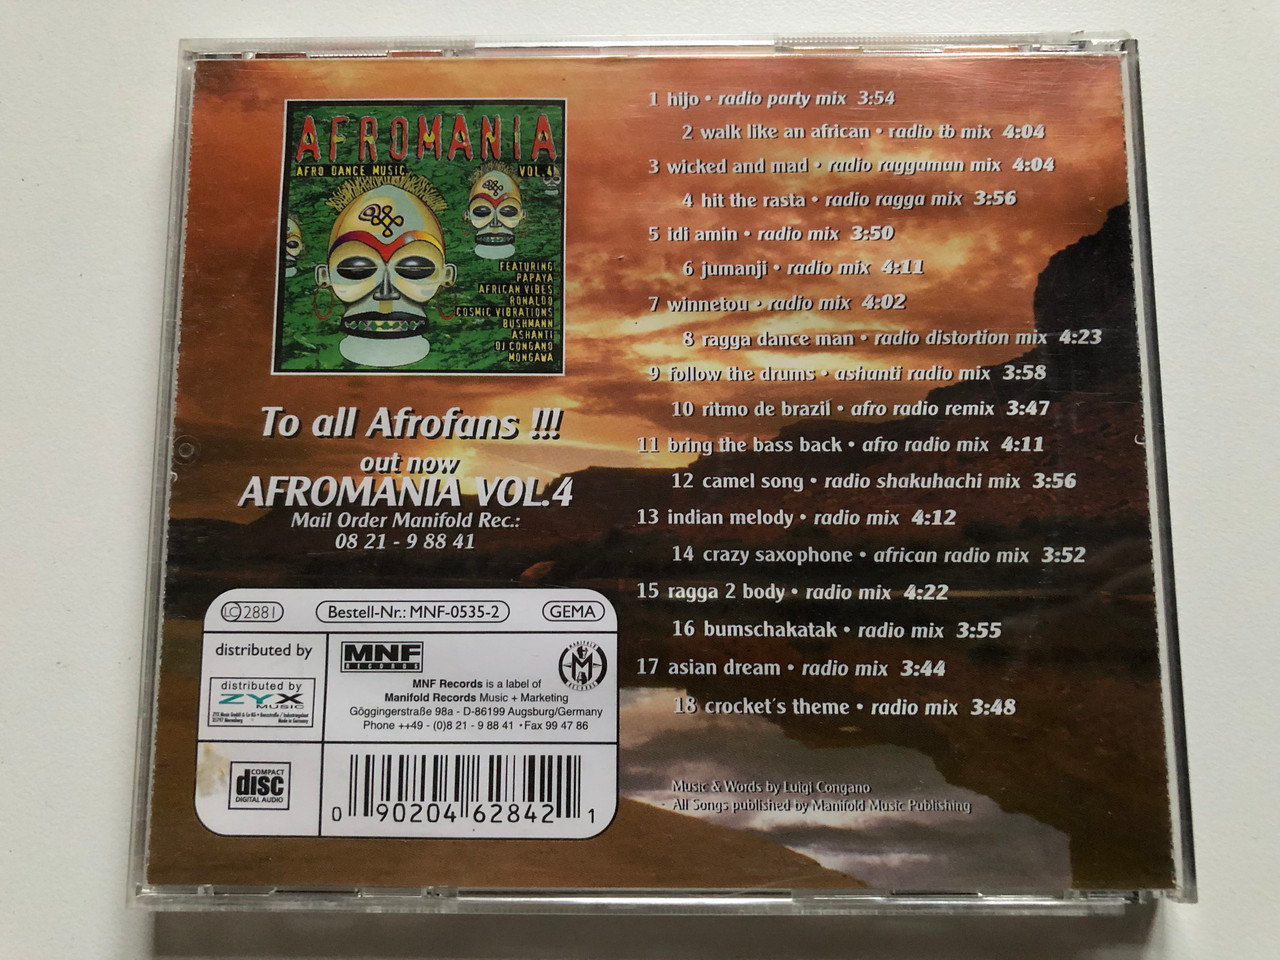 AFROMANIA
AFRO DANCE MUSIC VOL.4
FEATURING
PAPAYA
AFRICAN VIBES
RONALDO
COSMIC VIBRATIONS
BUSHMANN
ASHANTI
DJ CONGANO
MONGAWA
To all Afrofans !!!
out now
AFROMANIA VOL.4
Mail Order Manifold Rec.:
08 21 - 9 88 41
1 hijo • radio party mix 3:54
2 walk like an african • radio tb mix 4:04
3 wicked and mad • radio ragguman mix 4:04
4 hit the rasta • radio ragga mix 3:56
5 idi amin • radio mix 3:50
6 jumanji • radio mix 4:11
7 winnetou • radio mix 4:02
8 ragga dance man • radio distortion mix 4:23
9 follow the drums • ashanti radio mix 3:58
10 ritmo de brazil • afro radio remix 3:47
11 bring the bass back • afro radio mix 4:11
12 camel song • radio shakuhachi mix 3:56
13 indian melody • radio mix 4:12
14 crazy saxophone • african radio mix 3:52
15 ragga 2 body • radio mix 4:22
16 bumschakatak • radio mix 3:55
17 asian dream • radio mix 3:44
18 crocket´s theme • radio mix 3:48
Music & Words by Luigi Congano
All Songs published by Manifold Music Publishing
LC 2881 Bestell-Nr.: MNF-0535-2 GEMA
distributed by
distributed by
ZYX
MUSIC
MNF
RECORDS
MNF Records is a label of
Manifold Records Music + Marketing
Göggingerstraße 98a - D-86199 Augsburg/Germany
Phone ++49 - (0)8 21 - 9 88 41 • Fax 99 47 86
COMPACT
disc
DIGITAL AUDIO
0 90204 62842 1